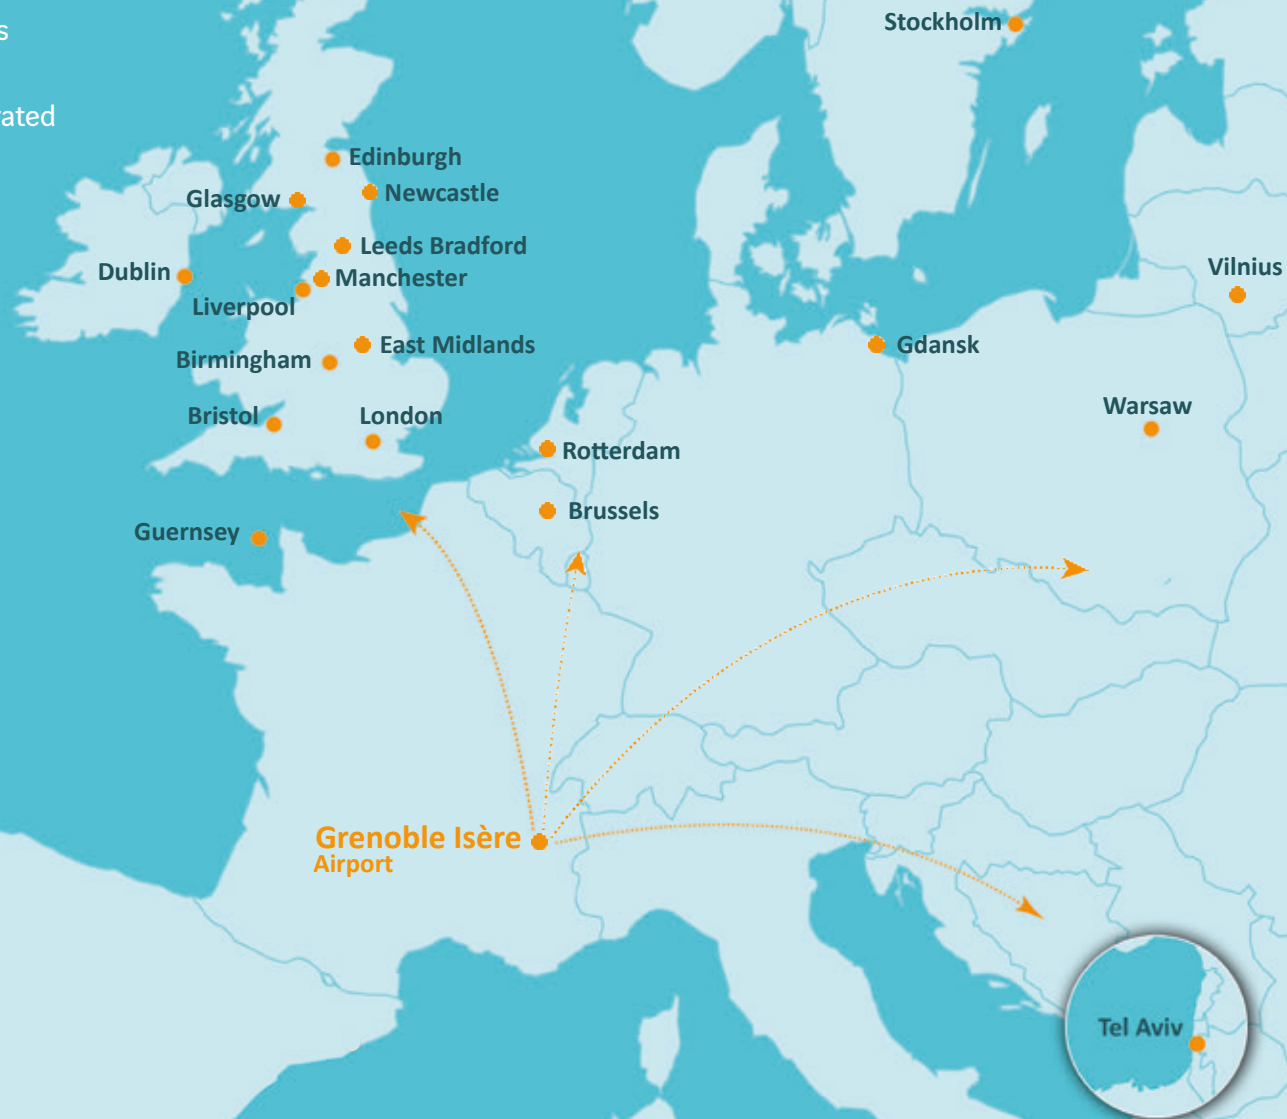 s
Stockholm
ated
Edinburgh
Newcastle
Glasgow
Leeds Bradford
Dublin
Manchester
Liverpool
Vilnius
Birmingham
East Midlands
Gdansk
Bristol
London
Warsaw
Rotterdam
Brussels
Guernsey
Grenoble Isère
Airport
Tel Aviv